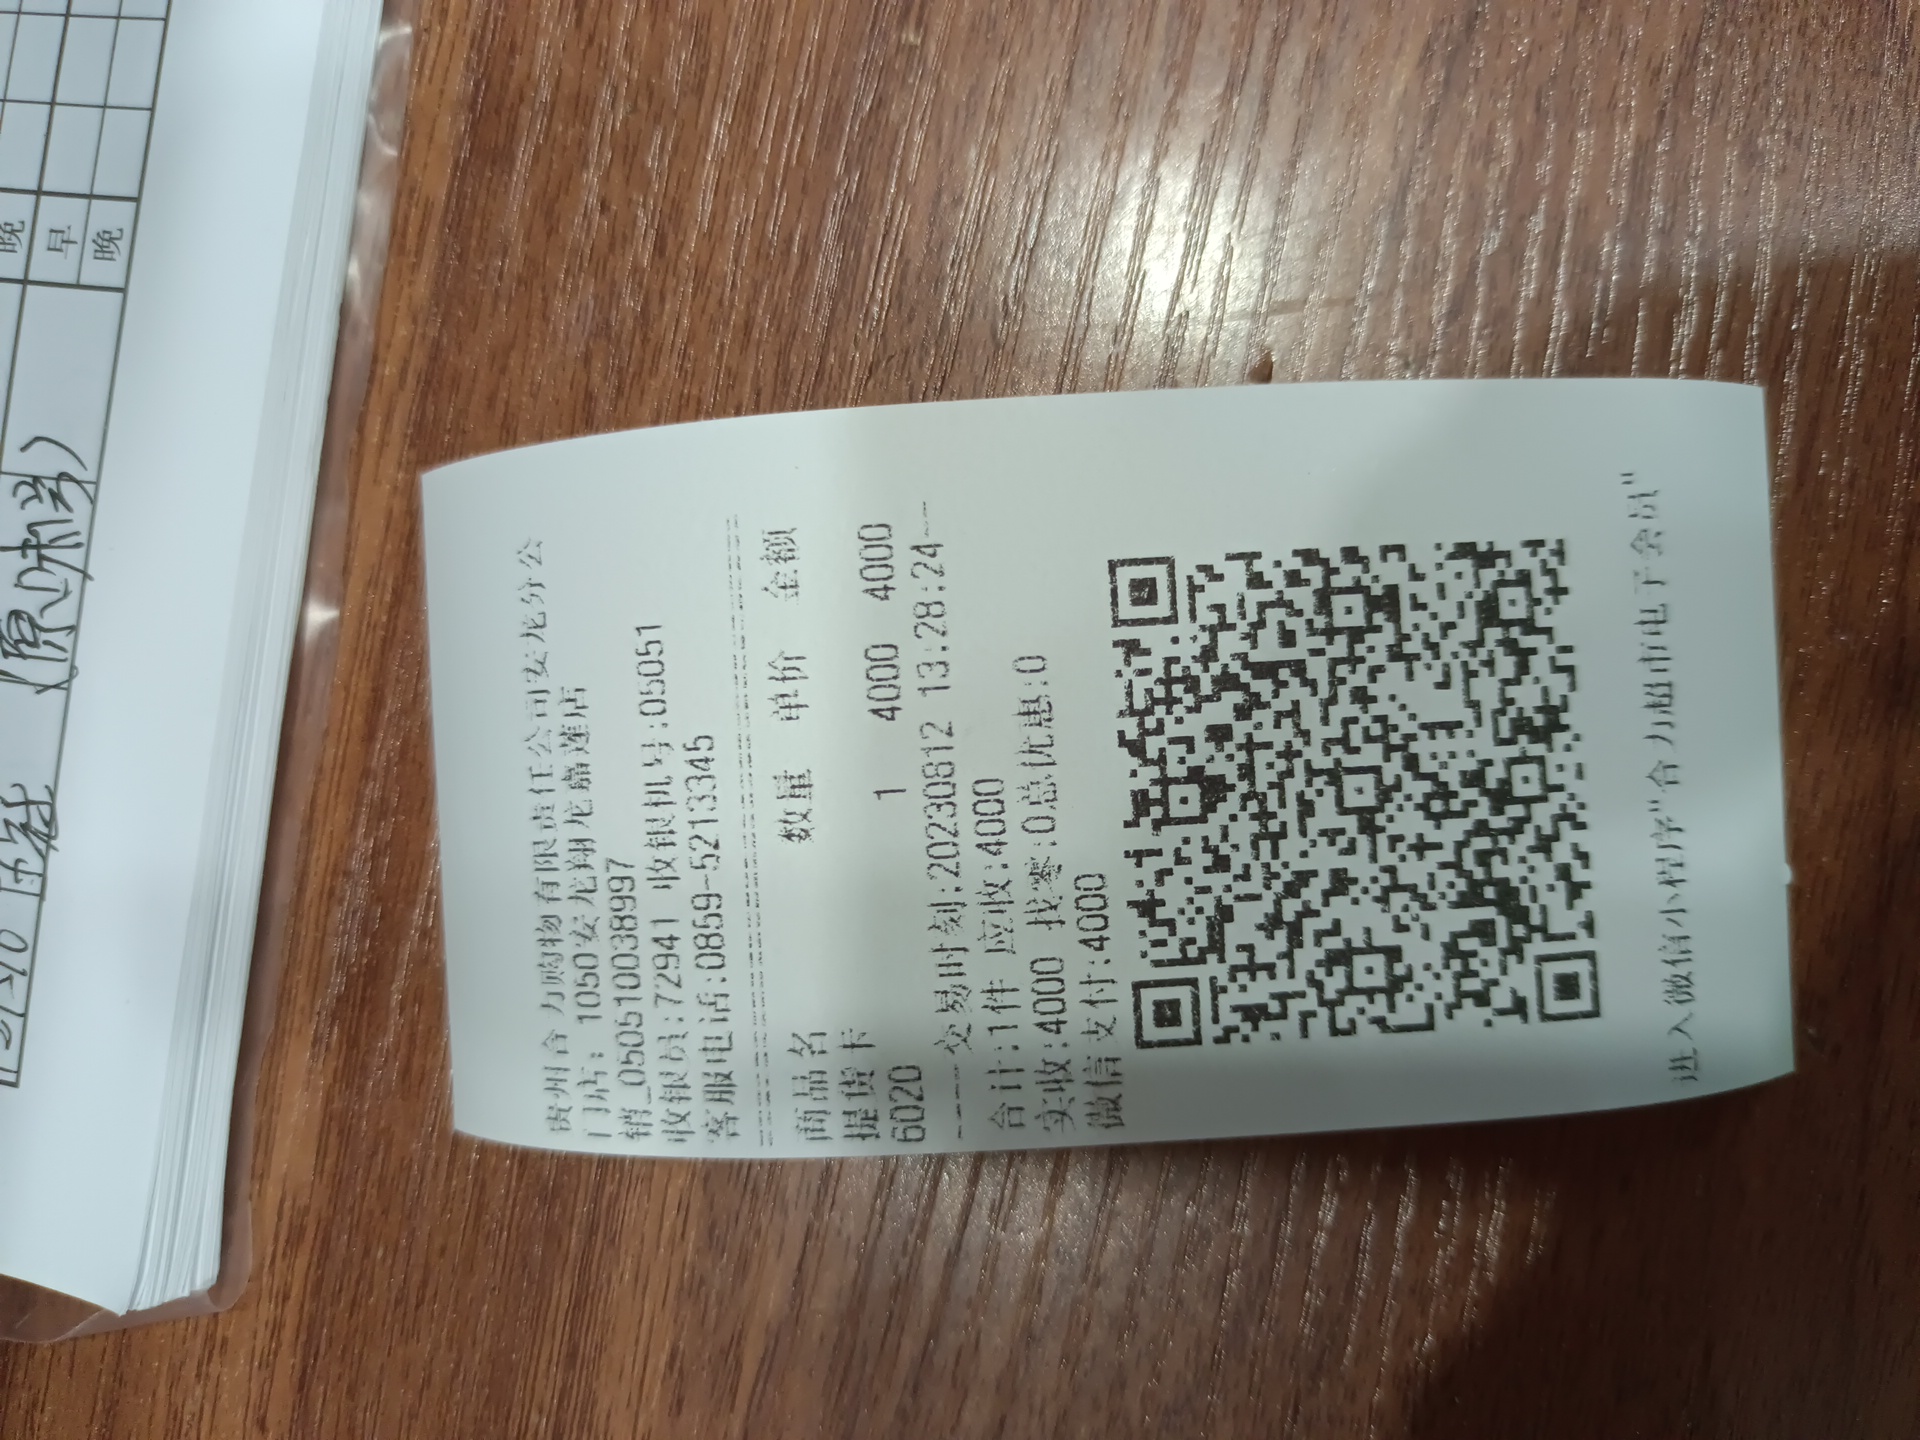 晚
早
晚
(原味学)
贵州合力购物有限责任公司安龙分公
门店: 1050安龙翔龙嘉莲店
销_050510038997
收银员:72941 收银机号:05051
客服电话:0859-5213345
商品名 数量 单价 金额
提货卡
6020 1 4000 4000
----交易时刻:20230812 13:28:24--
合计:1件 应收:4000
实收:4000 找零:0总优惠:0
微信支付:4000
进入微信小程序"合力超市电子会员"